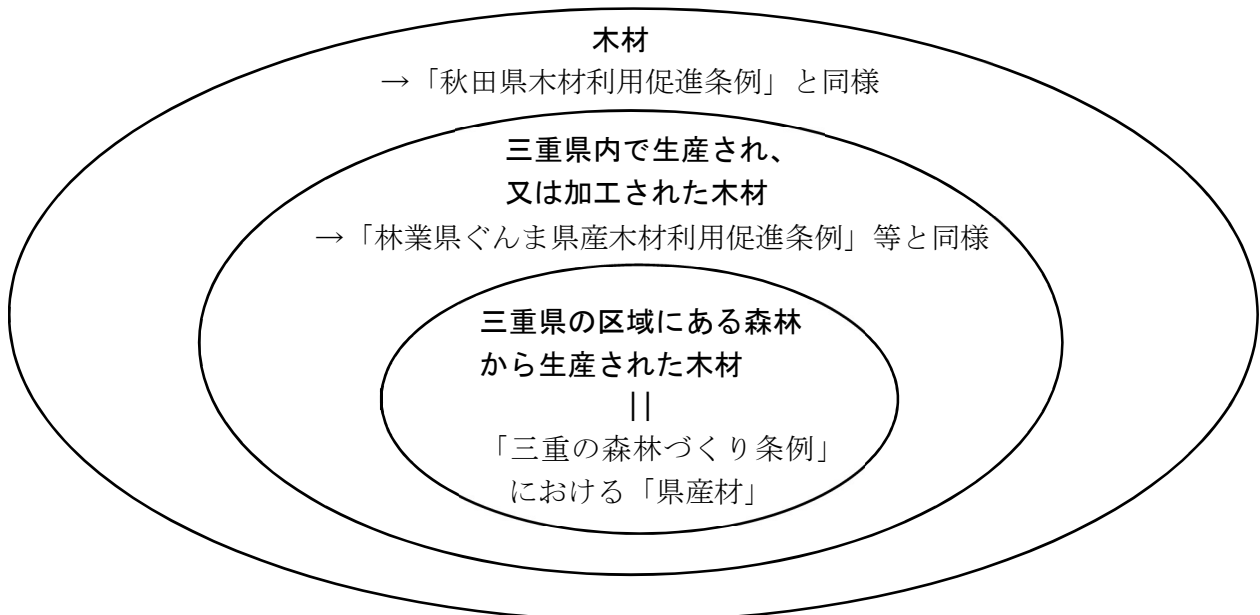 木材
→「秋田県木材利用促進条例」と同様
三重県内で生産され、
又は加工された木材
→「林業県ぐんま県産木材利用促進条例」等と同様
三重県の区域にある森林
から生産された木材
||
「三重の森林づくり条例」
における「県産材」